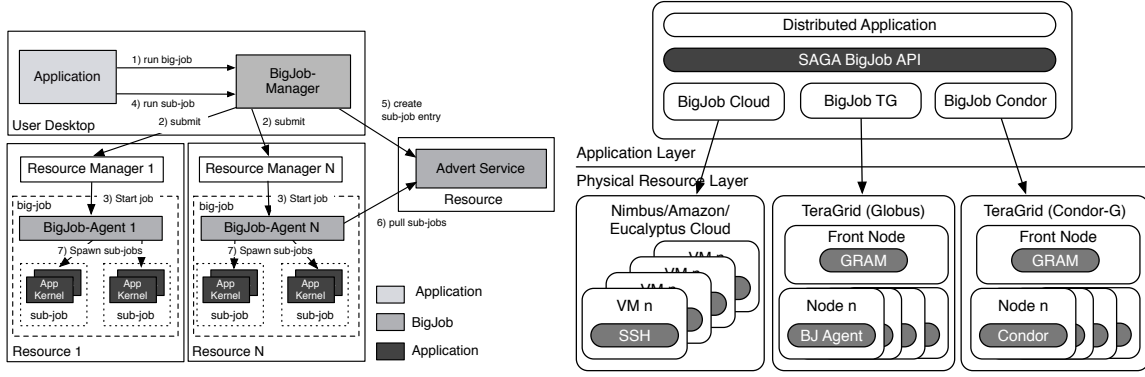 Application
1) run big-job
4) run sub-job
BigJob-
Manager
User Desktop
2) submit
2) submit
5) create
sub-job entry
Resource Manager 1
Resource Manager N
Advert Service
Resource
3) Start job
3) Start job
big-job
big-job
BigJob-Agent 1
BigJob-Agent N
6) pull sub-jobs
7) Spawn sub-jobs
7) Spawn sub-jobs
App
Kernel
App
Kernel
App
Kernel
App
Kernel
sub-job
sub-job
sub-job
sub-job
Resource 1
Resource N
Application
BigJob
Application
Distributed Application
SAGA BigJob API
BigJob Cloud
BigJob TG
BigJob Condor
Application Layer
Physical Resource Layer
Nimbus/Amazon/
Eucalyptus Cloud
VM n
VM n
SSH
TeraGrid (Globus)
Front Node
GRAM
Node n
BJ Agent
TeraGrid (Condor-G)
Front Node
GRAM
Node n
Condor